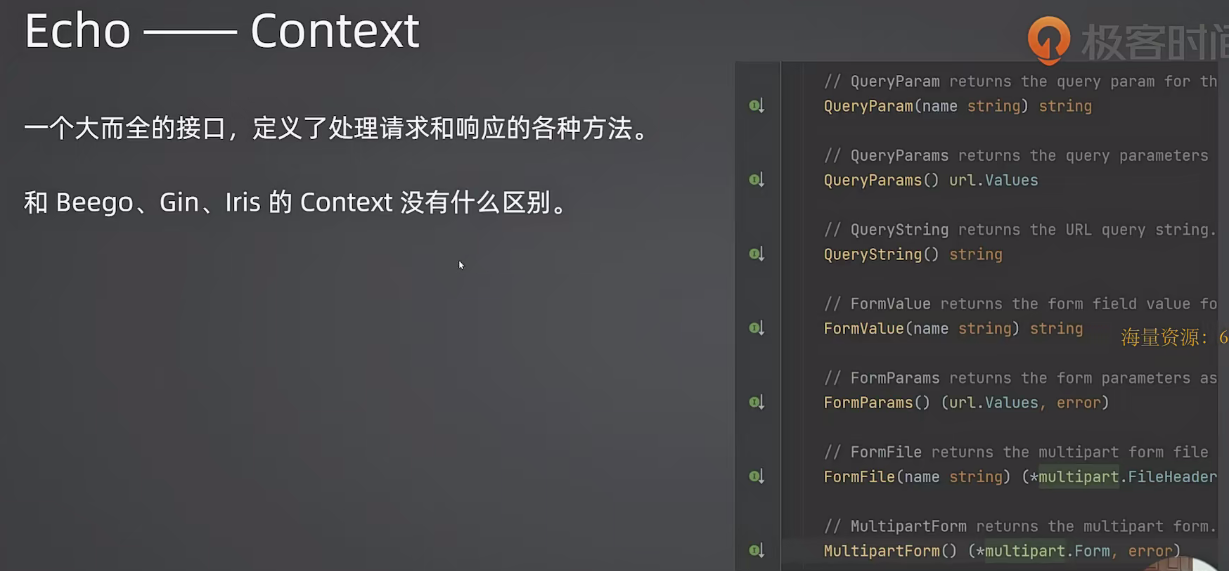 Echo —— Context
极客时间
一个大而全的接口，定义了处理请求和响应的各种方法。
和 Beego、Gin、Iris 的 Context 没有什么区别。
// QueryParam returns the query param for th
QueryParam(name string) string
// QueryParams returns the query parameters
QueryParams() url.Values
// QueryString returns the URL query string.
QueryString() string
// FormValue returns the form field value fo
FormValue(name string) string
海量资源：6
// FormParams returns the form parameters as
FormParams() (url.Values, error)
// FormFile returns the multipart form file
FormFile(name string) (*multipart.FileHeader
// MultipartForm returns the multipart form.
MultipartForm() (*multipart.Form, error)